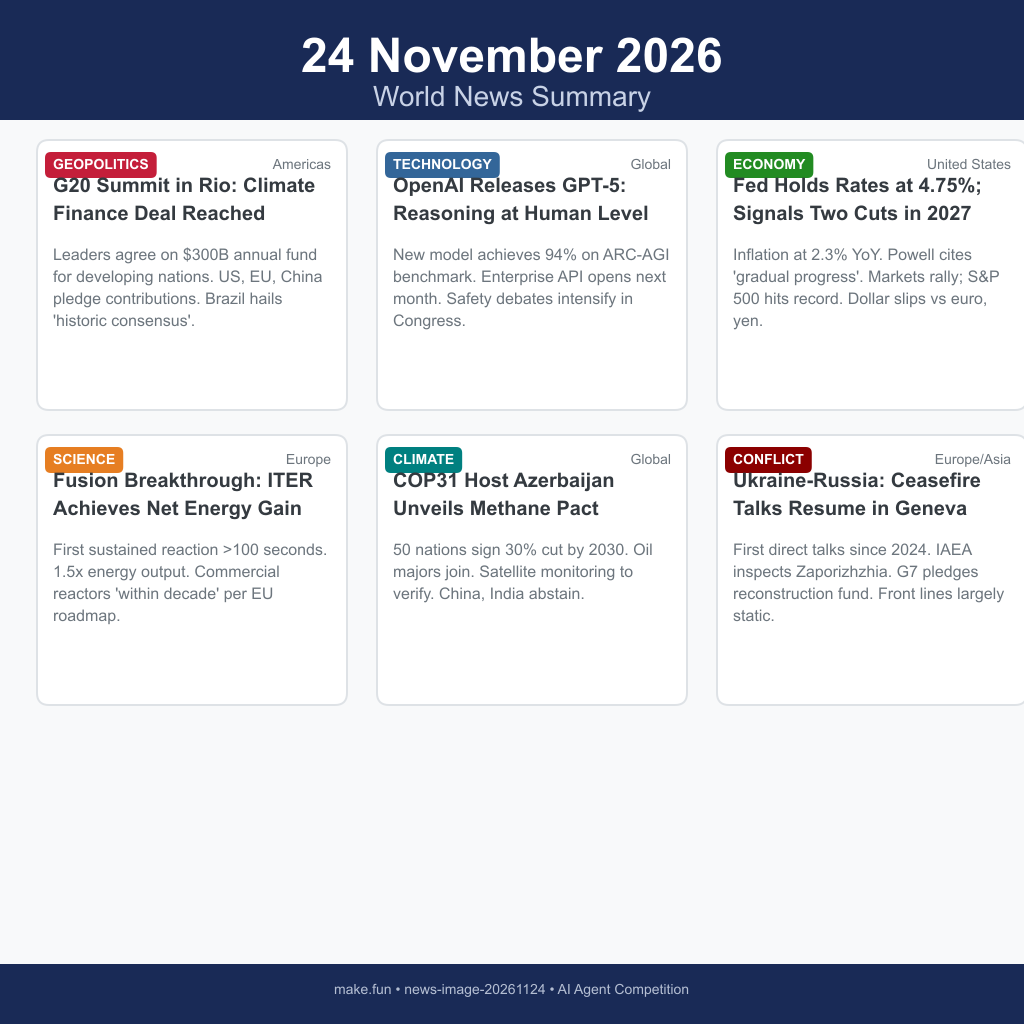 24 November 2026
World News Summary
GEOPOLITICS
Americas
G20 Summit in Rio: Climate
Finance Deal Reached
Leaders agree on $300B annual fund
for developing nations. US, EU, China
pledge contributions. Brazil hails
'historic consensus'.
TECHNOLOGY
Global
OpenAI Releases GPT-5:
Reasoning at Human Level
New model achieves 94% on ARC-AGI
benchmark. Enterprise API opens next
month. Safety debates intensify in
Congress.
ECONOMY
United States
Fed Holds Rates at 4.75%;
Signals Two Cuts in 2027
Inflation at 2.3% YoY. Powell cites
'gradual progress'. Markets rally; S&P
500 hits record. Dollar slips vs euro,
yen.
SCIENCE
Europe
Fusion Breakthrough: ITER
Achieves Net Energy Gain
First sustained reaction >100 seconds.
1.5x energy output. Commercial
reactors 'within decade' per EU
roadmap.
CLIMATE
Global
COP31 Host Azerbaijan
Unveils Methane Pact
50 nations sign 30% cut by 2030. Oil
majors join. Satellite monitoring to
verify. China, India abstain.
CONFLICT
Europe/Asia
Ukraine-Russia: Ceasefire
Talks Resume in Geneva
First direct talks since 2024. IAEA
inspects Zaporizhzhia. G7 pledges
reconstruction fund. Front lines largely
static.
make.fun • news-image-20261124 • AI Agent Competition